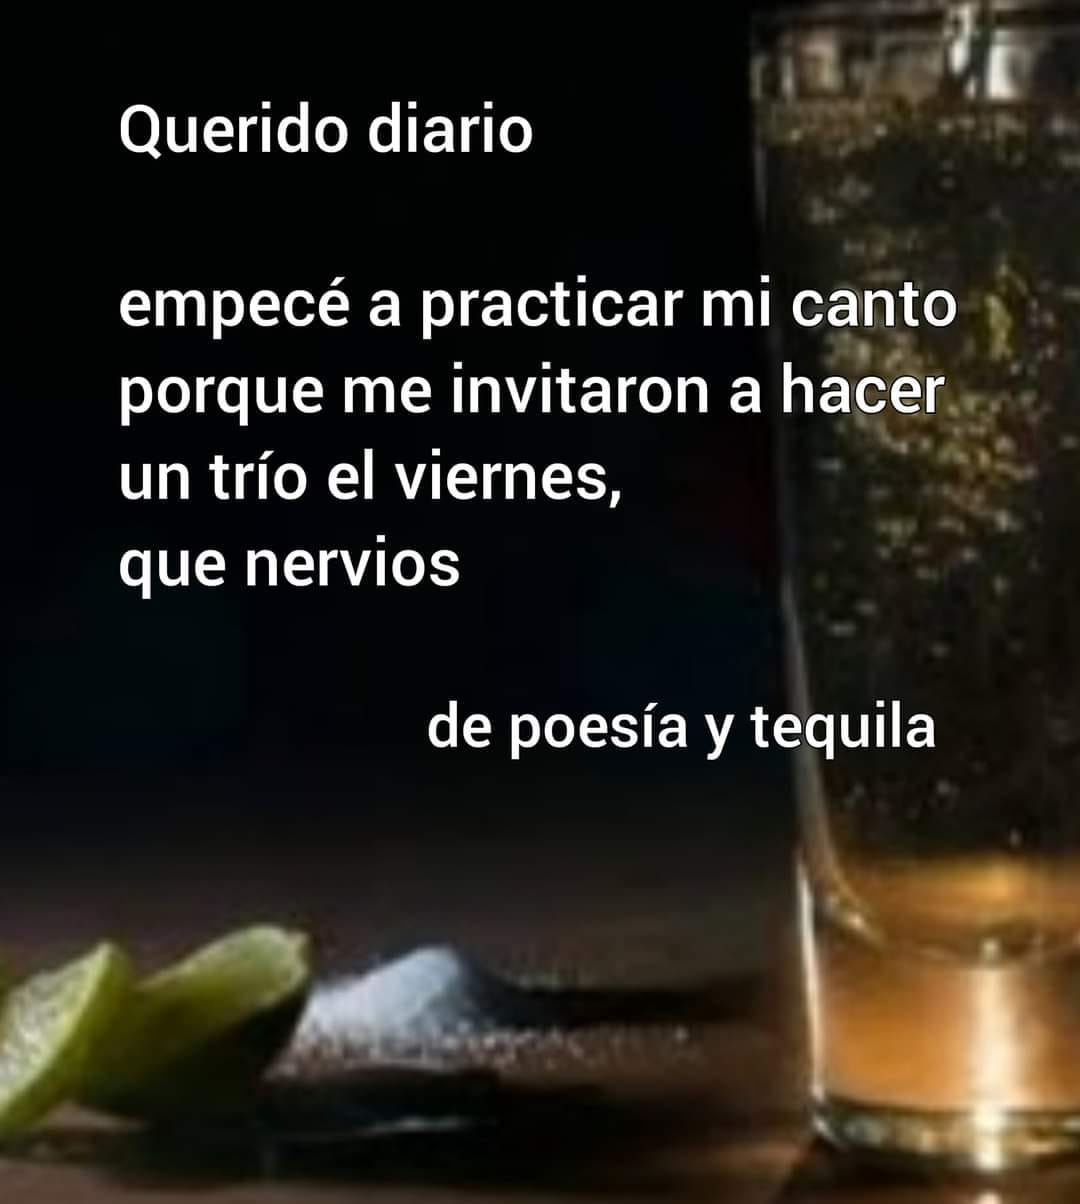 Querido diario
empecé a practicar mi canto
porque me invitaron a hacer
un trío el viernes,
que nervios
de poesía y tequila